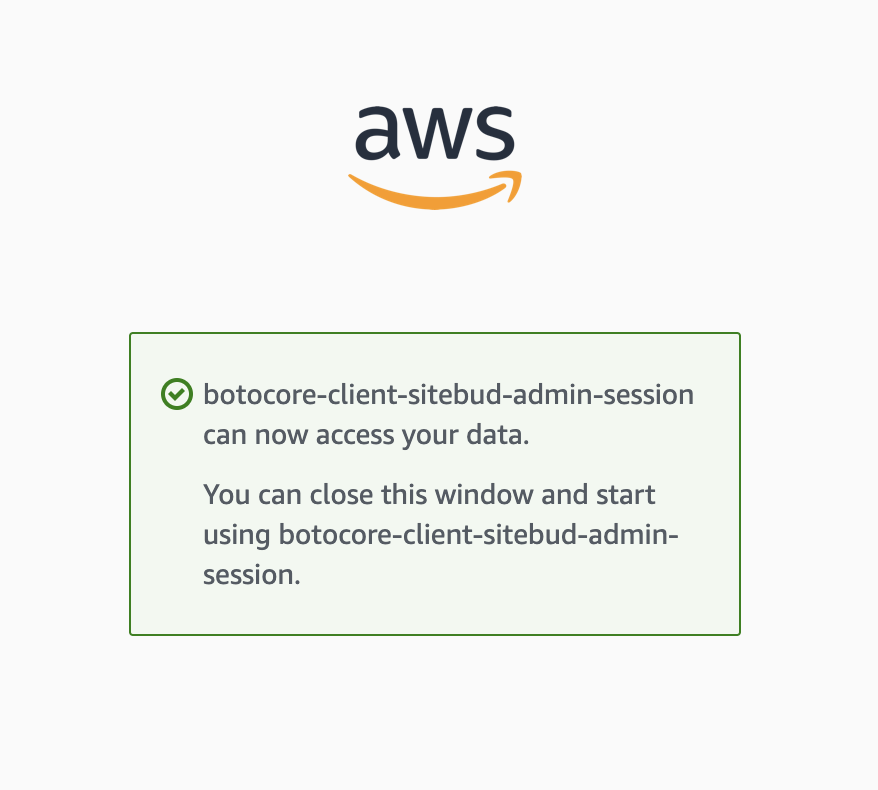 aws
botocore-client-sitebud-admin-session
can now access your data.
You can close this window and start
using botocore-client-sitebud-admin-
session.